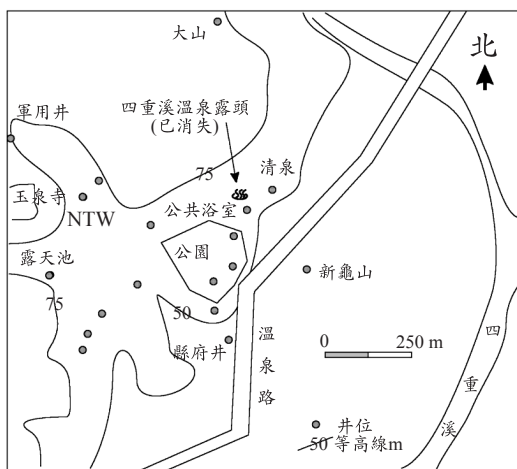 大山
北
軍用井
四重溪溫泉露頭
(已消失)
75
清泉
玉泉寺
NTW
公共浴室
公園
露天池
新龜山
75
50
縣府井
溫泉路
0 250 m
四重溪
井位
50 等高線m